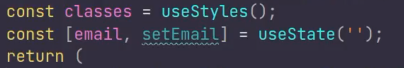 const classes = useStyles();
const [email, setEmail] = useState('');
return (